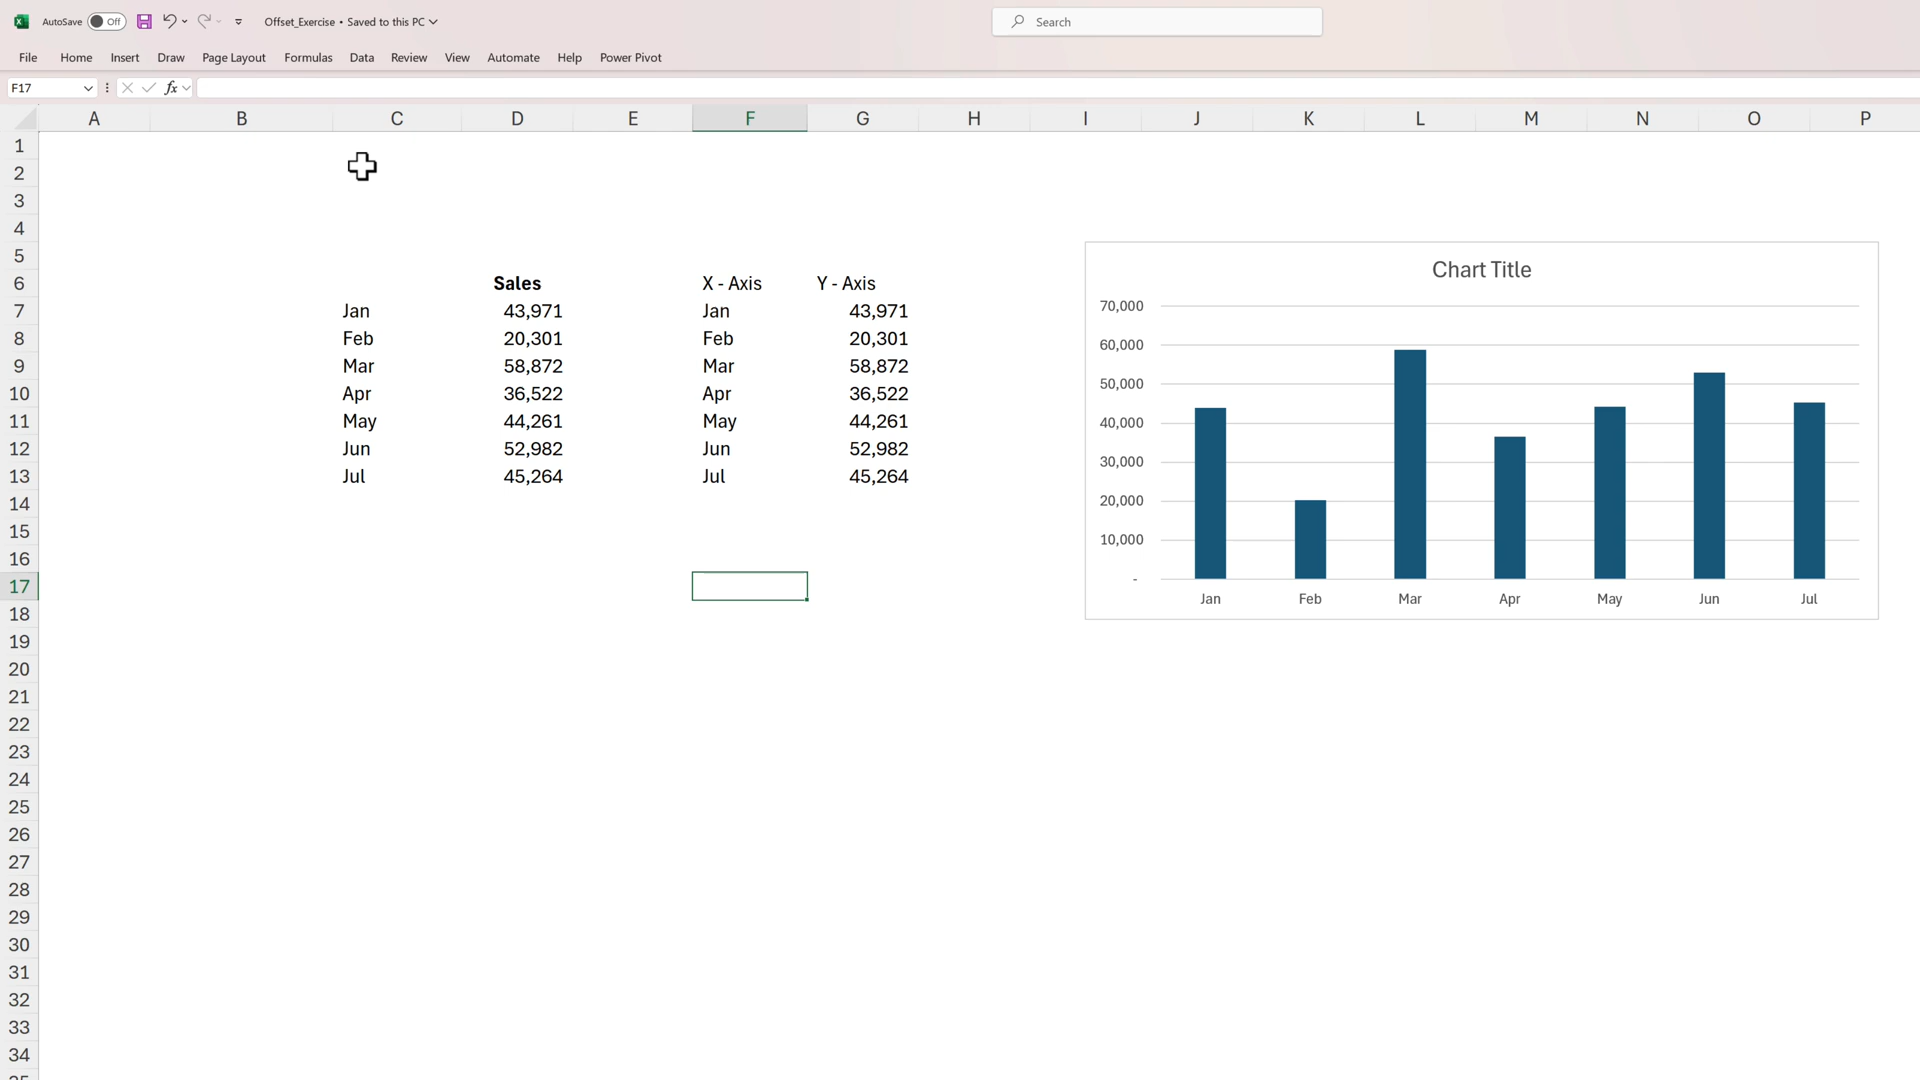 AutoSave Off Offset_Exercise • Saved to this PC Search
File Home Insert Draw Page Layout Formulas Data Review View Automate Help Power Pivot
F17 fx
A B C D E F G H I J K L M N O P
1
2
3
4
5
6 Sales X - Axis Y - Axis
7 Jan 43,971 Jan 43,971
8 Feb 20,301 Feb 20,301
9 Mar 58,872 Mar 58,872
10 Apr 36,522 Apr 36,522
11 May 44,261 May 44,261
12 Jun 52,982 Jun 52,982
13 Jul 45,264 Jul 45,264
14
15
16
17
18
19
20
21
22
23
24
25
26
27
28
29
30
31
32
33
34
Chart Title
70,000
60,000
50,000
40,000
30,000
20,000
10,000
-
Jan Feb Mar Apr May Jun Jul